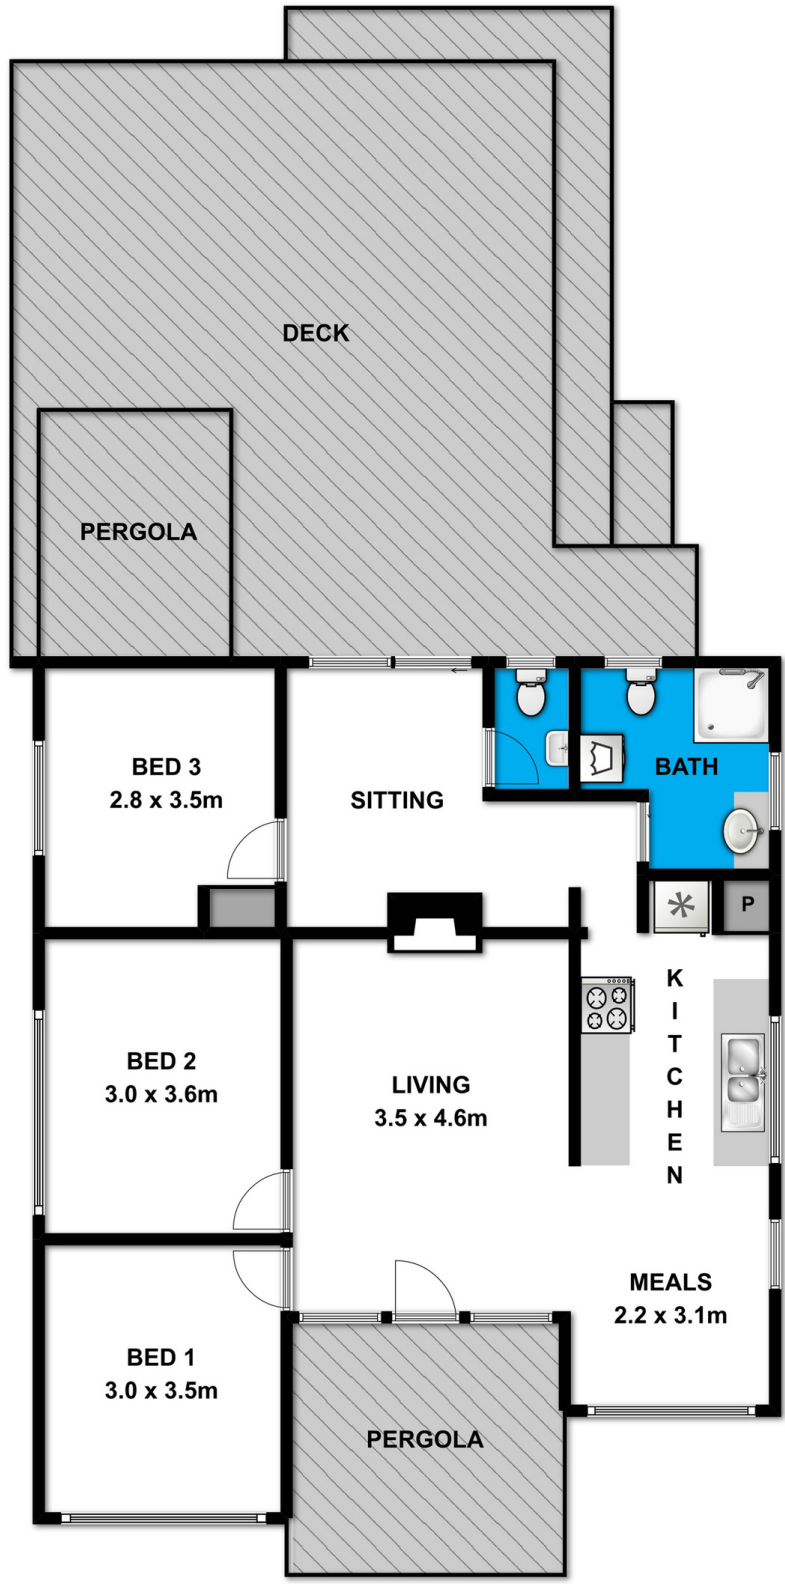 DECK
PERGOLA
BED 3
2.8 x 3.5m
SITTING
BATH
P
KITCHEN
BED 2
3.0 x 3.6m
LIVING
3.5 x 4.6m
MEALS
2.2 x 3.1m
BED 1
3.0 x 3.5m
PERGOLA